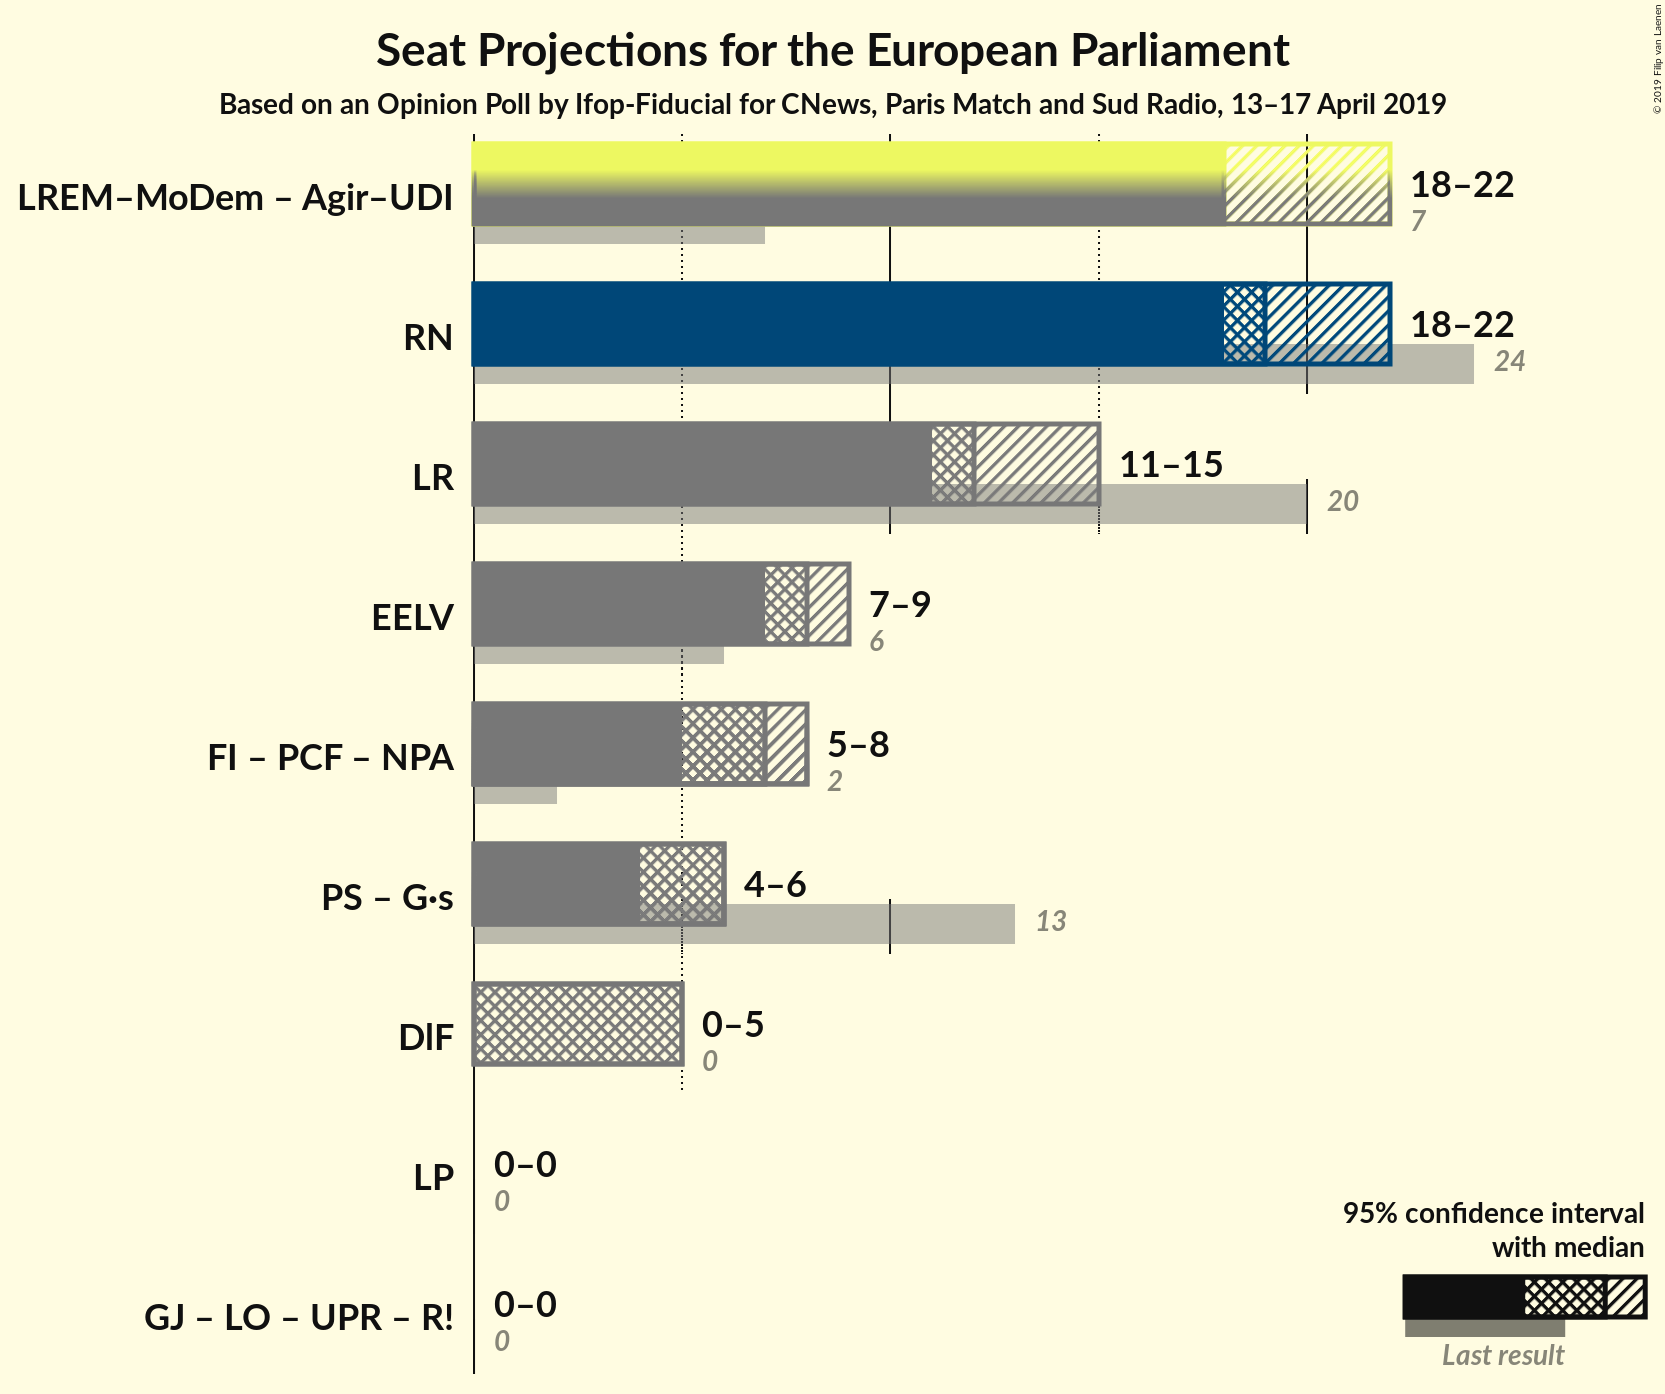 Seat Projections for the European Parliament
Based on an Opinion Poll by Ifop-Fiducial for CNews, Paris Match and Sud Radio, 13–17 April 2019
© 2019 Filip van Laenen
LREM–MoDem – Agir–UDI
18–22
7
RN
18–22
24
LR
11–15
20
EELV
7–9
6
FI – PCF – NPA
5–8
2
PS – G·s
4–6
13
DlF
0–5
0
LP
0–0
0
GJ – LO – UPR – R!
0–0
0
95% confidence interval
with median
Last result